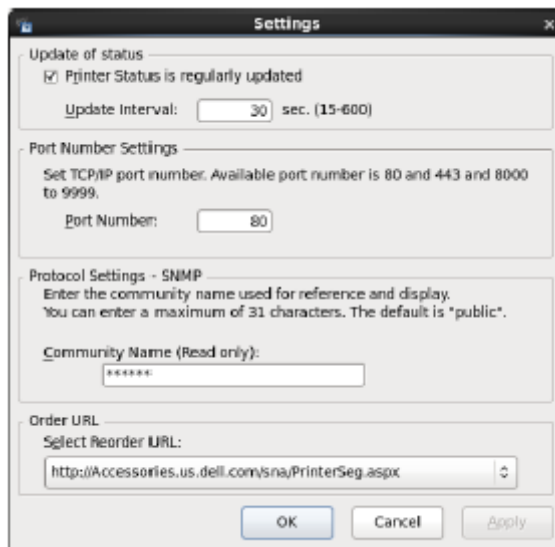 Settings
Update of status
Printer Status is regularly updated
Update Interval: 30 sec. (15-600)
Port Number Settings
Set TCP/IP port number. Available port number is 80 and 443 and 8000
to 9999.
Port Number: 80
Protocol Settings - SNMP
Enter the community name used for reference and display.
You can enter a maximum of 31 characters. The default is "public".
Community Name (Read only):
******
Order URL
Select Reorder URL:
http://Accessories.us.dell.com/sna/PrinterSeg.aspx
OK Cancel Apply